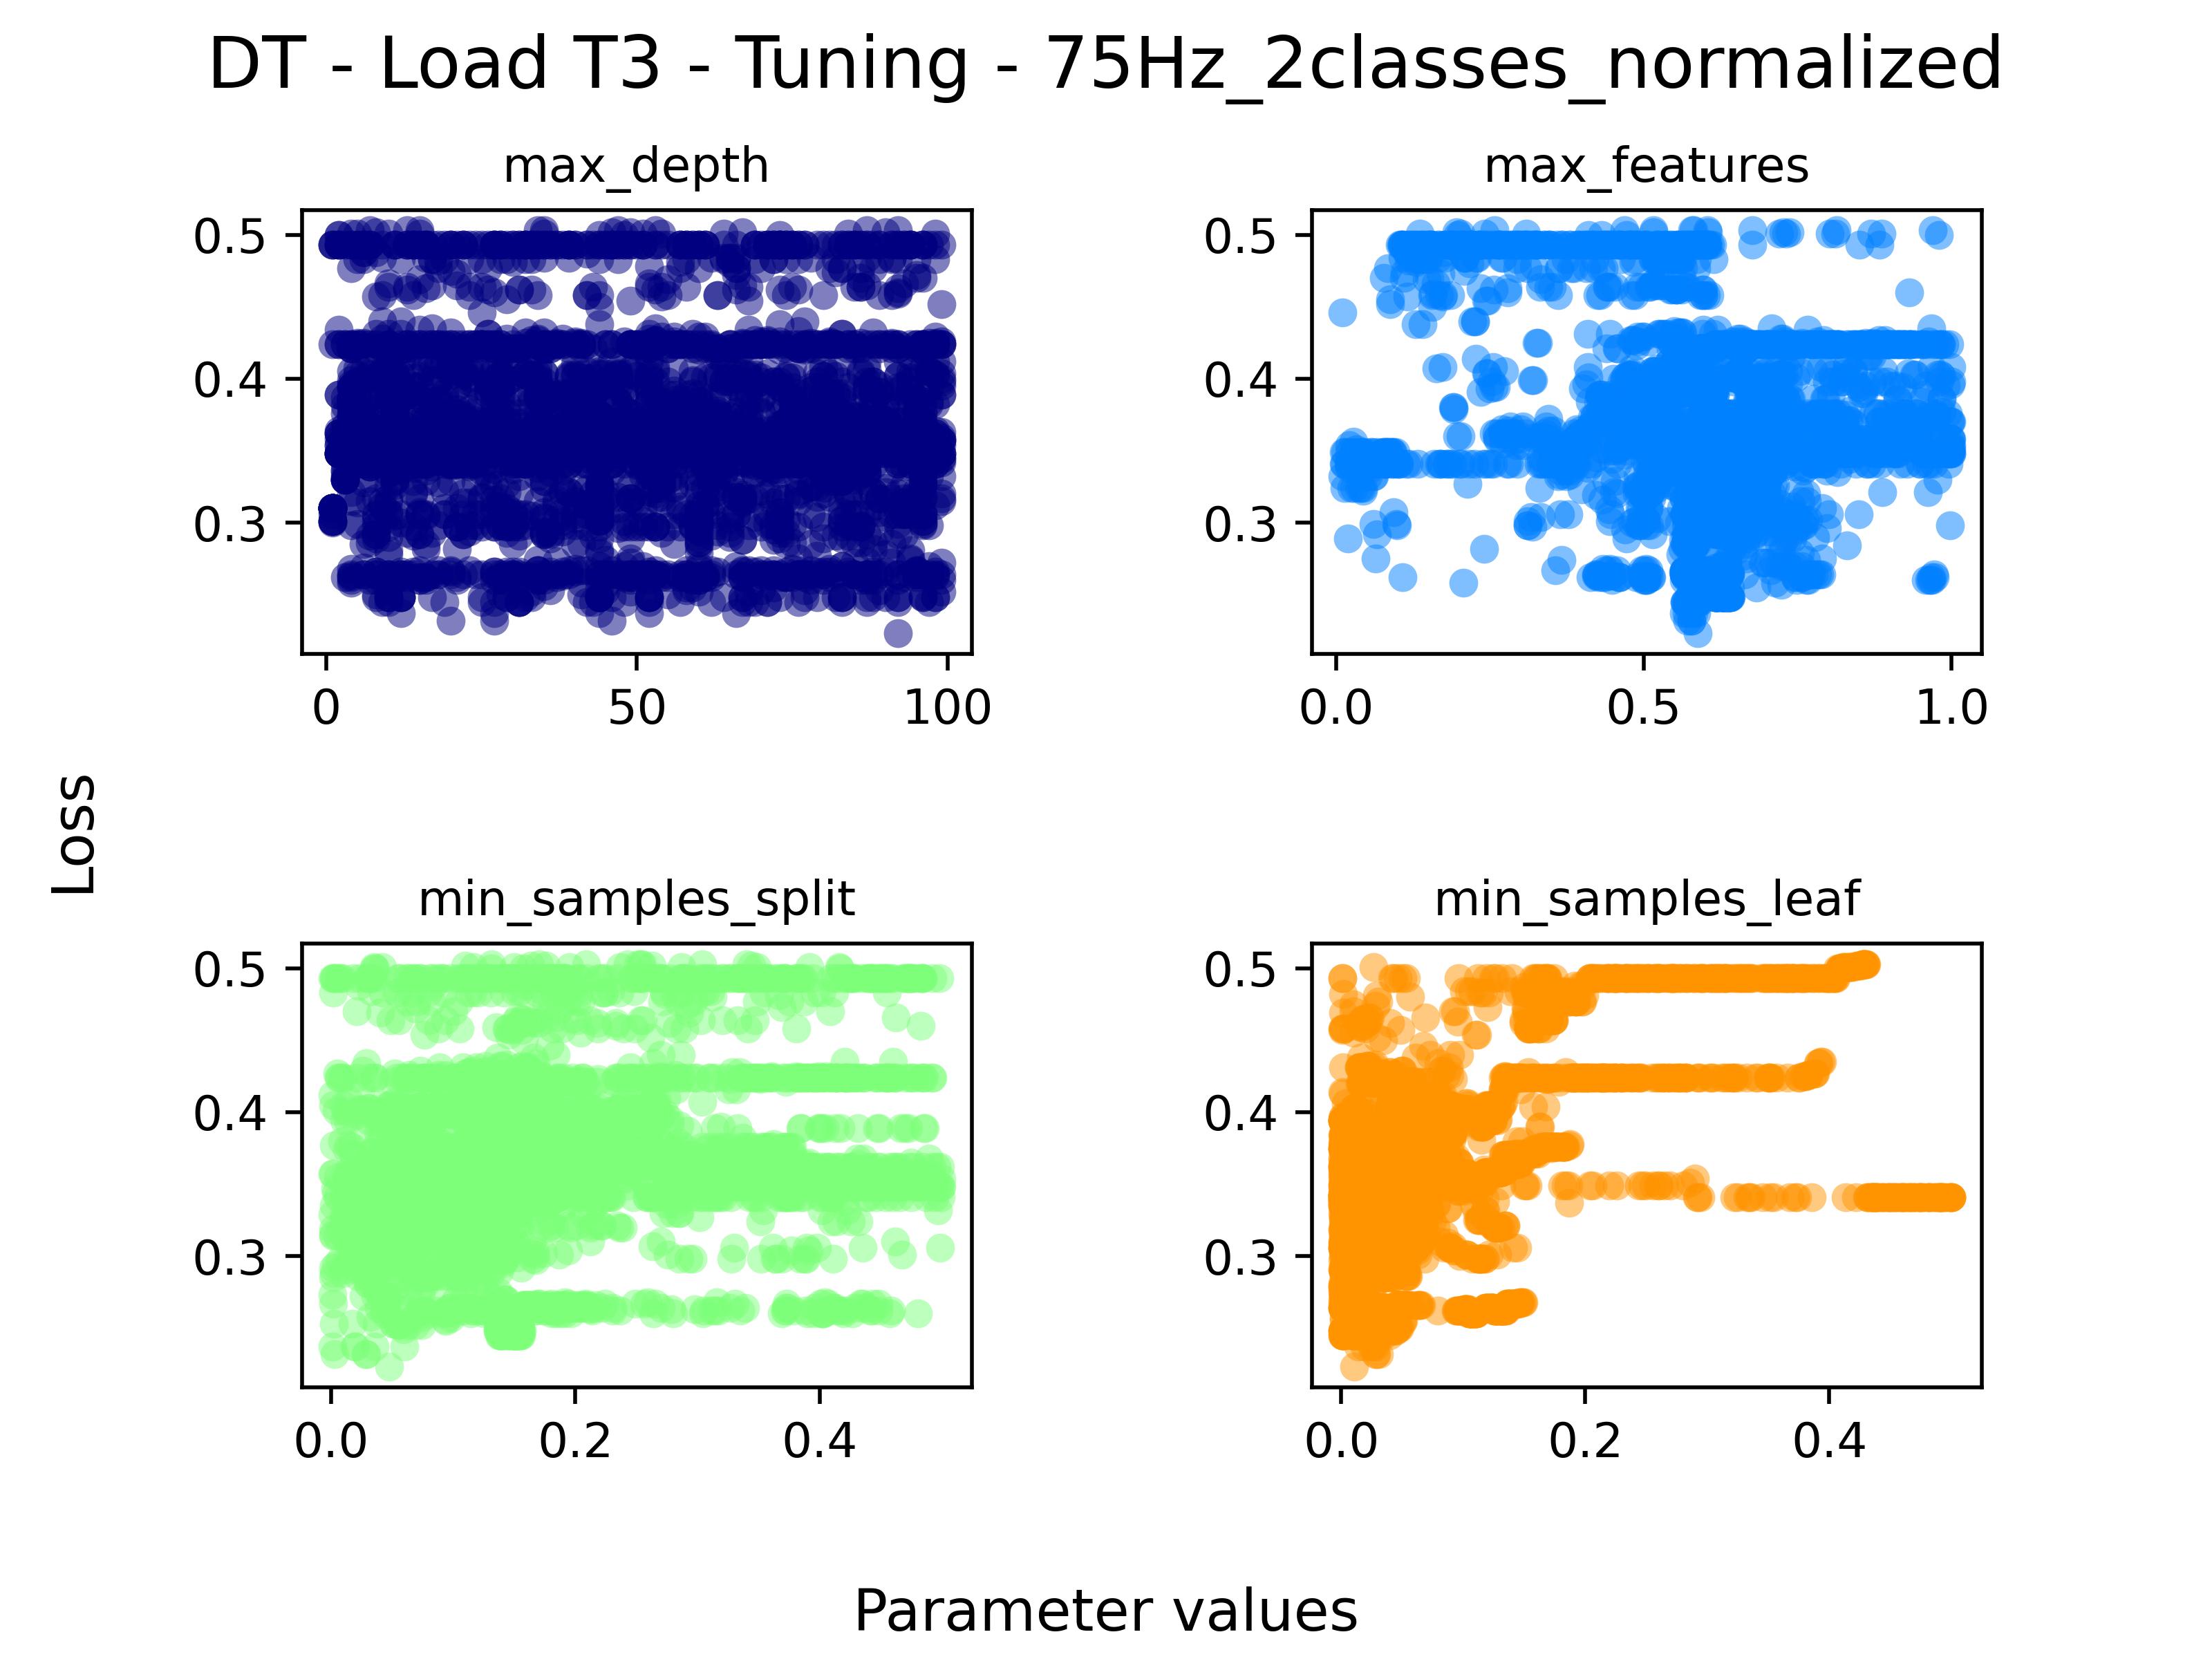 DT - Load T3 - Tuning - 75Hz_2classes_normalized
max_depth
max_features
0.5
0.4
0.3
0 50 100
0.5
0.4
0.3
0.0 0.5 1.0
Loss
min_samples_split
min_samples_leaf
0.5
0.4
0.3
0.0 0.2 0.4
0.5
0.4
0.3
0.0 0.2 0.4
Parameter values